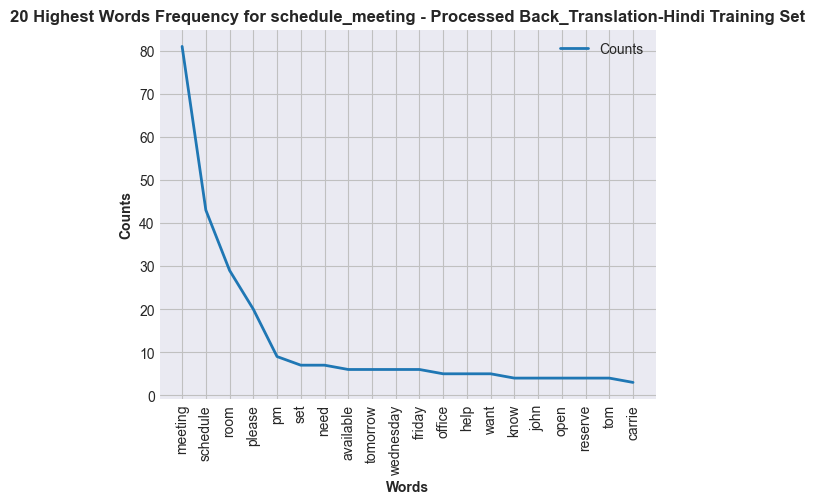 20 Highest Words Frequency for schedule_meeting - Processed Back_Translation-Hindi Training Set
Counts
80
70
60
50
40
30
20
10
0
Counts
meeting
schedule
room
please
pm
set
need
available
tomorrow
wednesday
friday
office
help
want
know
john
open
reserve
tom
carrie
Words